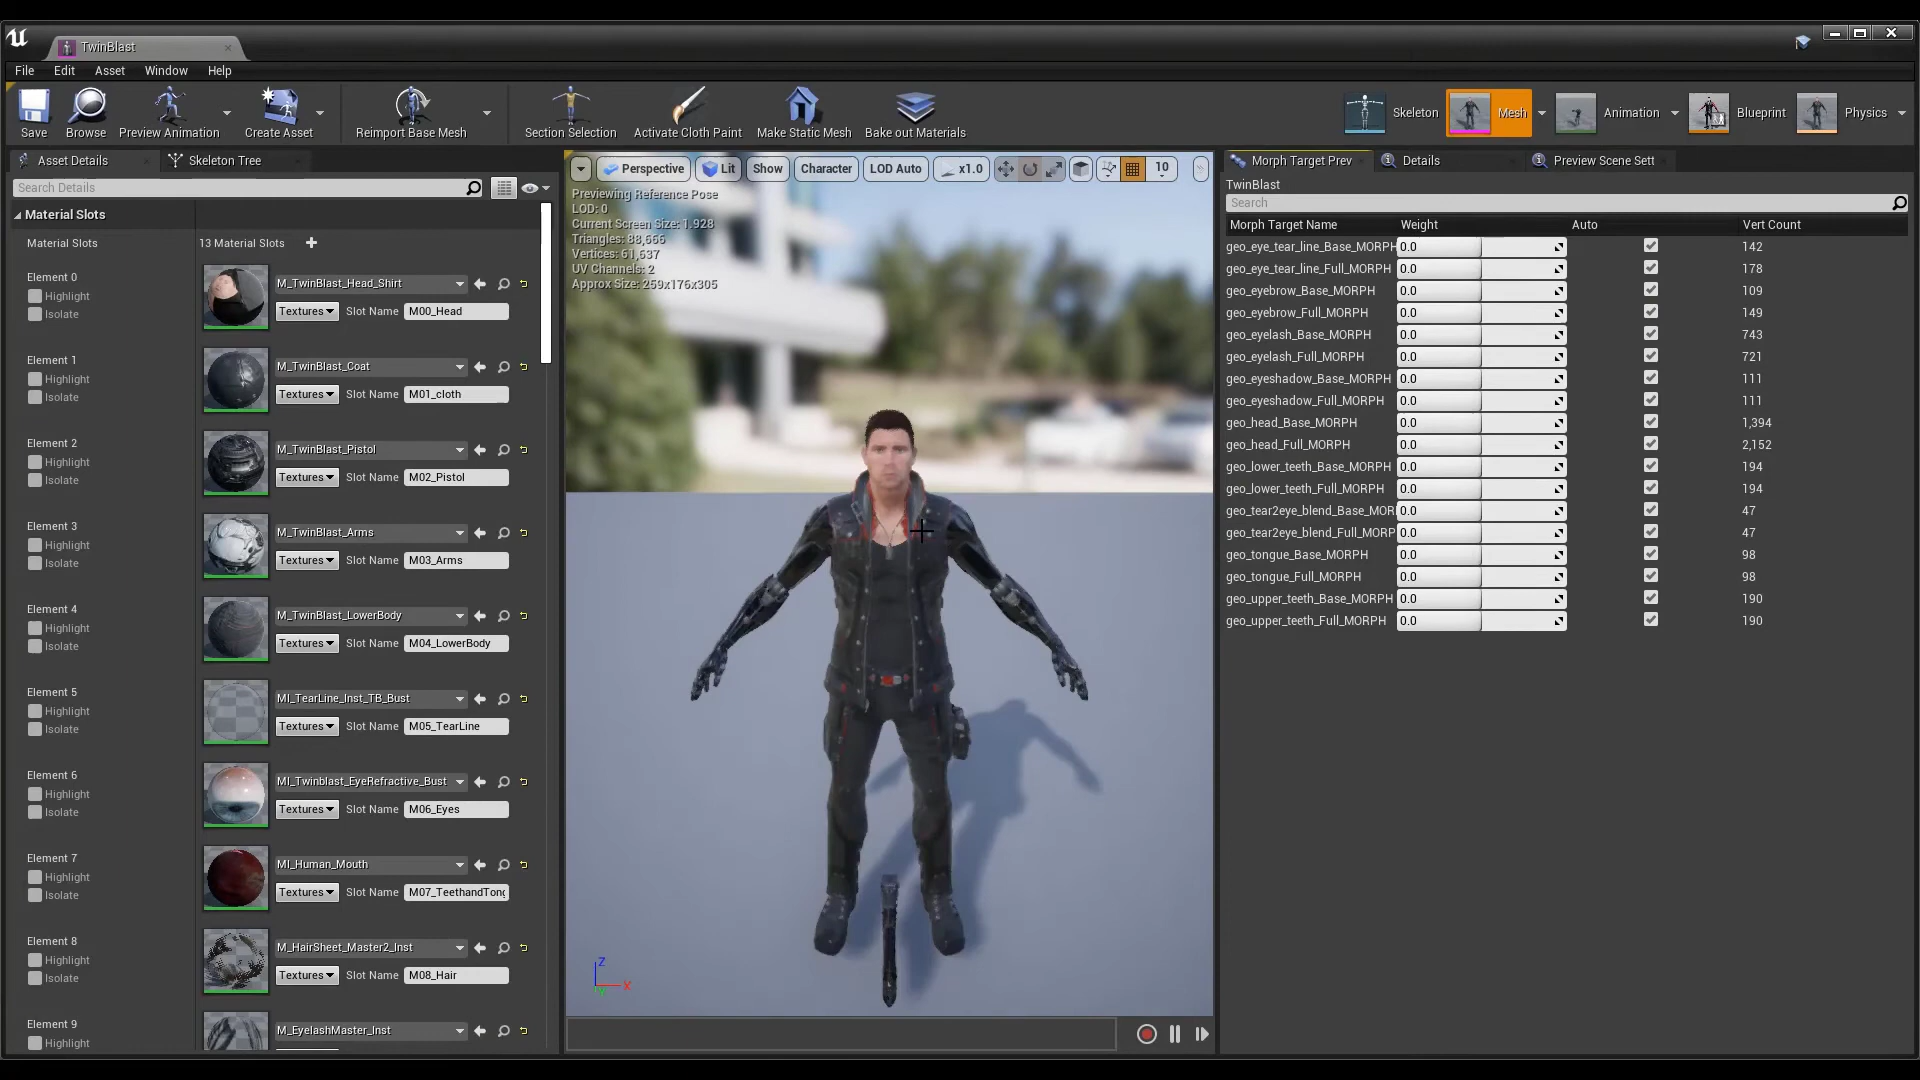 TwinBlast
File Edit Asset Window Help
Save Browse Preview Animation Create Asset Reimport Base Mesh Section Selection Activate Cloth Paint Make Static Mesh Bake out Materials Skeleton Mesh Animation Blueprint Physics
Asset Details Skeleton Tree
Search Details
Material Slots
Material Slots 13 Material Slots
Element 0
Highlight
Isolate
M_TwinBlast_Head_Shirt
Textures Slot Name M00_Head
Element 1
Highlight
Isolate
M_TwinBlast_Coat
Textures Slot Name M01_cloth
Element 2
Highlight
Isolate
M_TwinBlast_Pistol
Textures Slot Name M02_Pistol
Element 3
Highlight
Isolate
M_TwinBlast_Arms
Textures Slot Name M03_Arms
Element 4
Highlight
Isolate
M_TwinBlast_LowerBody
Textures Slot Name M04_LowerBody
Element 5
Highlight
Isolate
MI_TearLine_Inst_TB_Bust
Textures Slot Name M05_TearLine
Element 6
Highlight
Isolate
MI_Twinblast_EyeRefractive_Bust
Textures Slot Name M06_Eyes
Element 7
Highlight
Isolate
MI_Human_Mouth
Textures Slot Name M07_TeethandTong
Element 8
Highlight
Isolate
M_HairSheet_Master2_Inst
Textures Slot Name M08_Hair
Element 9
Highlight
M_EyelashMaster_Inst
Perspective Lit Show Character LOD Auto x1.0 10
Previewing Reference Pose
LOD: 0
Current Screen Size: 1.928
Triangles: 88,666
Vertices: 61,637
UV Channels: 2
Approx Size: 259x176x305
Z
X
Y
Morph Target Prev Details Preview Scene Sett
TwinBlast
Search
Morph Target Name Weight Auto Vert Count
geo_eye_tear_line_Base_MORPH 0.0 142
geo_eye_tear_line_Full_MORPH 0.0 178
geo_eyebrow_Base_MORPH 0.0 109
geo_eyebrow_Full_MORPH 0.0 149
geo_eyelash_Base_MORPH 0.0 743
geo_eyelash_Full_MORPH 0.0 721
geo_eyeshadow_Base_MORPH 0.0 111
geo_eyeshadow_Full_MORPH 0.0 111
geo_head_Base_MORPH 0.0 1,394
geo_head_Full_MORPH 0.0 2,152
geo_lower_teeth_Base_MORPH 0.0 194
geo_lower_teeth_Full_MORPH 0.0 194
geo_tear2eye_blend_Base_MOR 0.0 47
geo_tear2eye_blend_Full_MORP 0.0 47
geo_tongue_Base_MORPH 0.0 98
geo_tongue_Full_MORPH 0.0 98
geo_upper_teeth_Base_MORPH 0.0 190
geo_upper_teeth_Full_MORPH 0.0 190